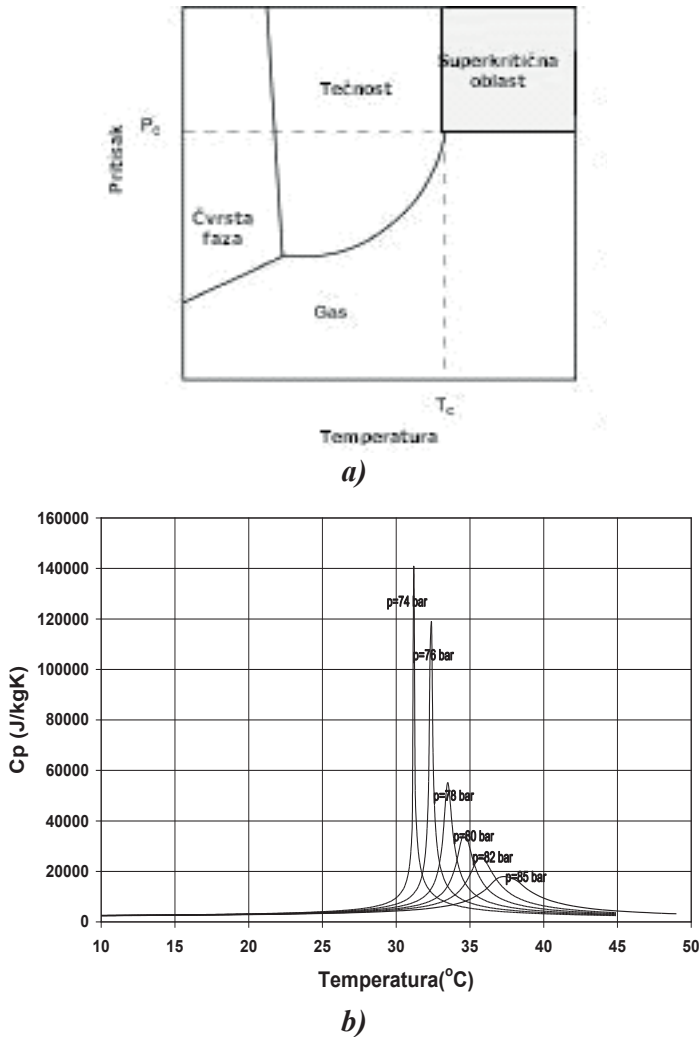 Superkritična
oblast
Tečnost
P_c
Pritisak
Čvrsta
faza
Gas
T_c
Temperatura
a)
160000
140000
120000
100000
80000
60000
40000
20000
0
Cp (J/kgK)
p=74 bar
p=76 bar
p=78 bar
p=80 bar
p=82 bar
p=85 bar
10 15 20 25 30 35 40 45 50
Temperatura(°C)
b)